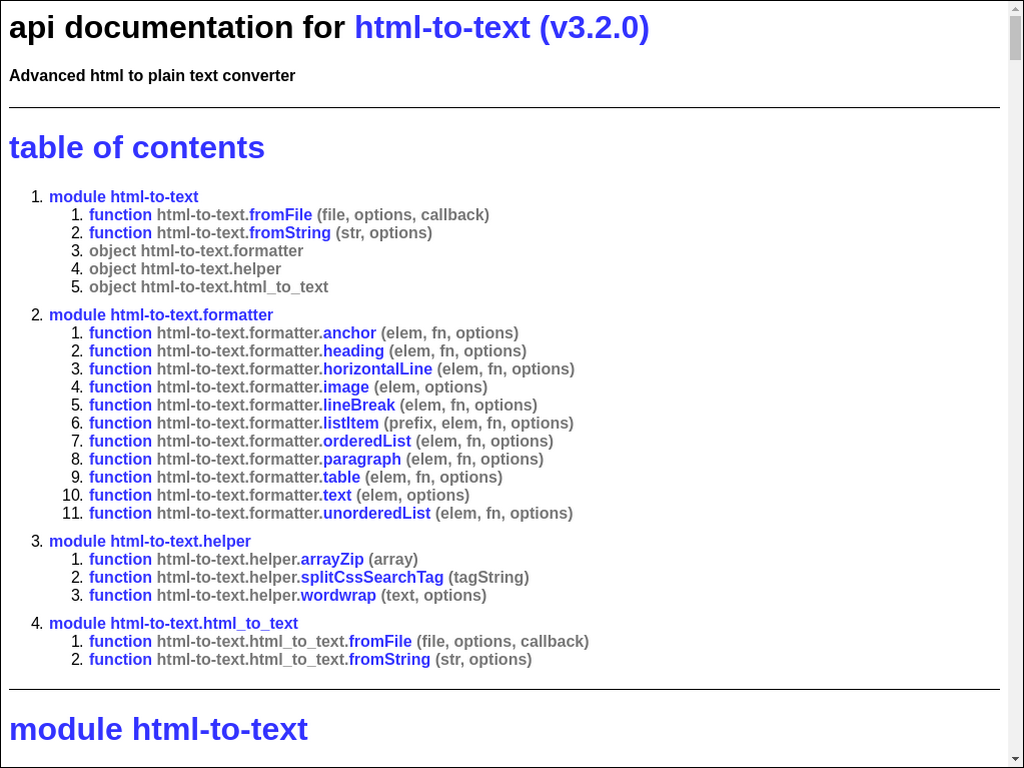 api documentation for html-to-text (v3.2.0)
Advanced html to plain text converter
table of contents
1. module html-to-text
1. function html-to-text.fromFile (file, options, callback)
2. function html-to-text.fromString (str, options)
3. object html-to-text.formatter
4. object html-to-text.helper
5. object html-to-text.html_to_text
2. module html-to-text.formatter
1. function html-to-text.formatter.anchor (elem, fn, options)
2. function html-to-text.formatter.heading (elem, fn, options)
3. function html-to-text.formatter.horizontalLine (elem, fn, options)
4. function html-to-text.formatter.image (elem, options)
5. function html-to-text.formatter.lineBreak (elem, fn, options)
6. function html-to-text.formatter.listItem (prefix, elem, fn, options)
7. function html-to-text.formatter.orderedList (elem, fn, options)
8. function html-to-text.formatter.paragraph (elem, fn, options)
9. function html-to-text.formatter.table (elem, fn, options)
10. function html-to-text.formatter.text (elem, options)
11. function html-to-text.formatter.unorderedList (elem, fn, options)
3. module html-to-text.helper
1. function html-to-text.helper.arrayZip (array)
2. function html-to-text.helper.splitCssSearchTag (tagString)
3. function html-to-text.helper.wordwrap (text, options)
4. module html-to-text.html_to_text
1. function html-to-text.html_to_text.fromFile (file, options, callback)
2. function html-to-text.html_to_text.fromString (str, options)
module html-to-text